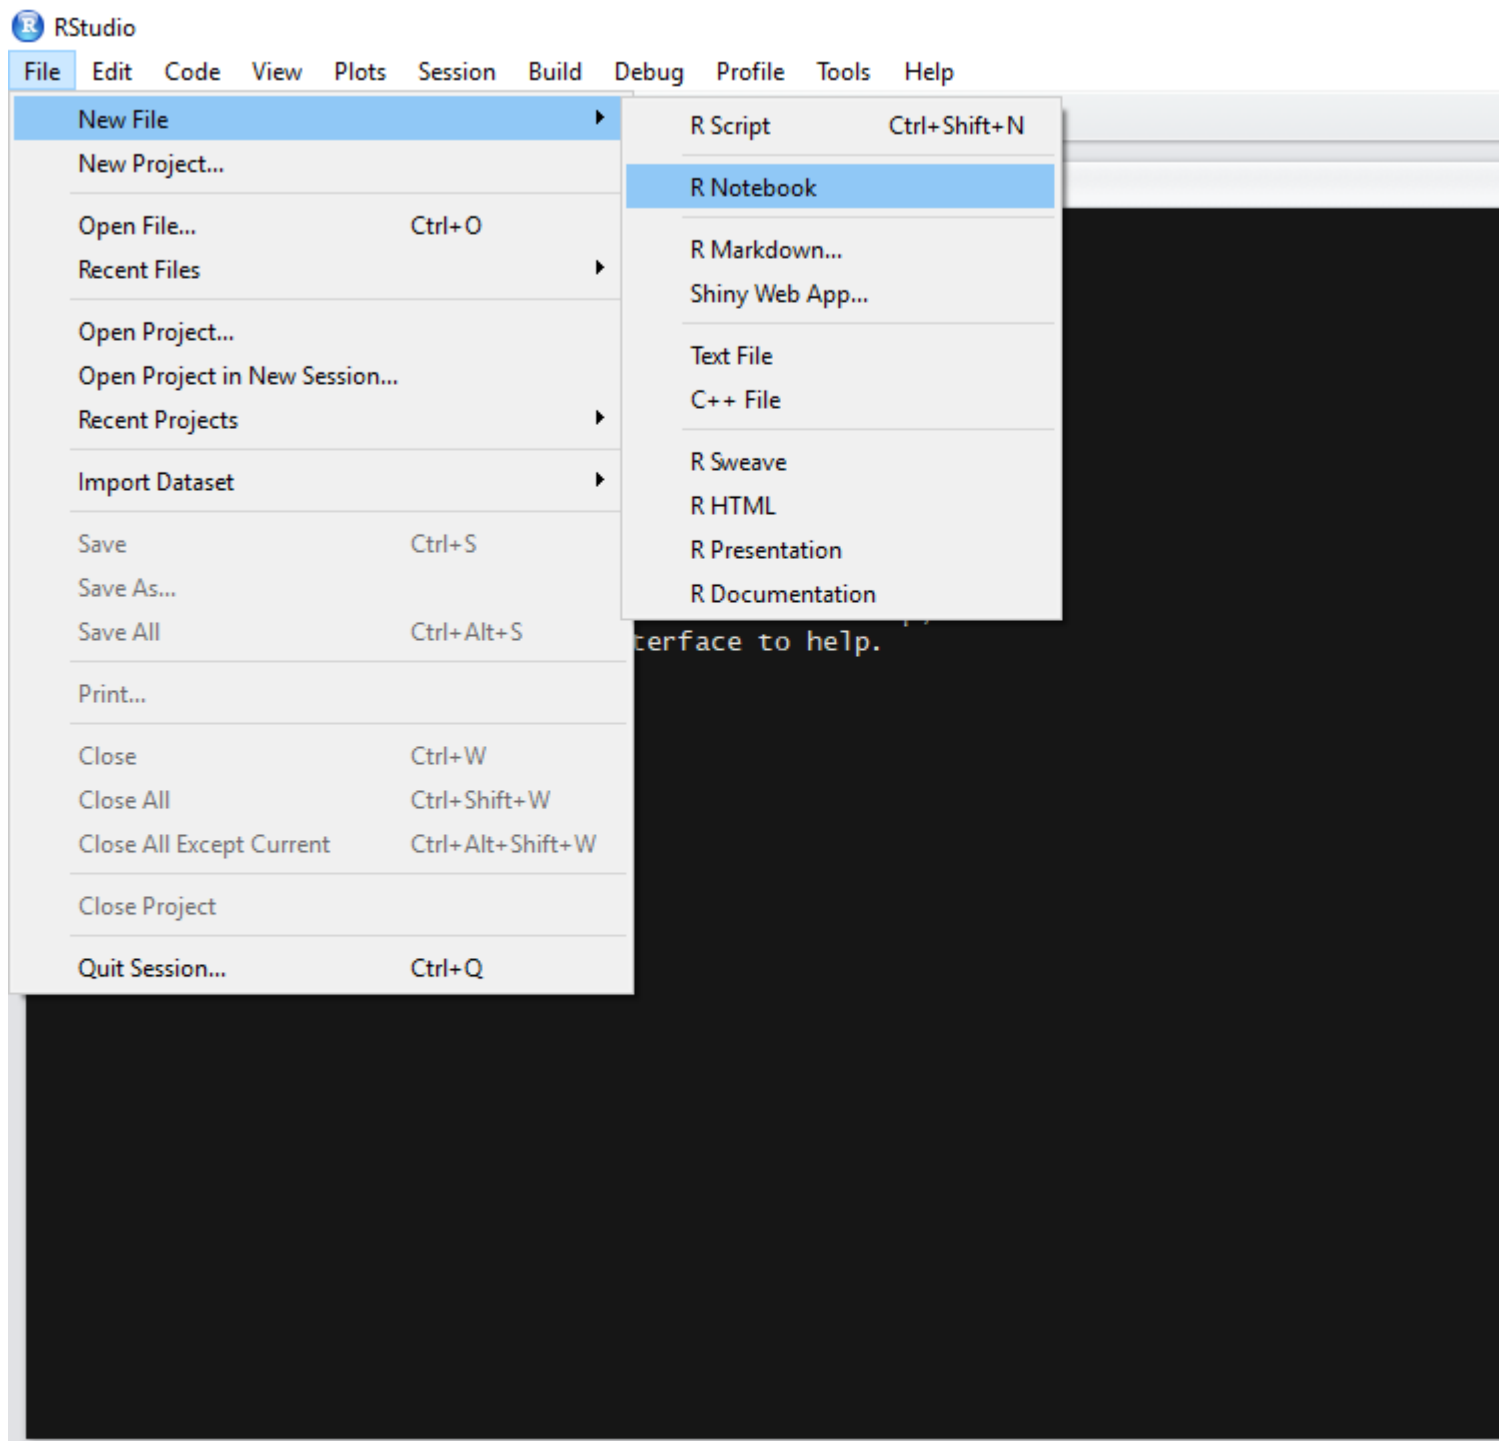 RStudio
File Edit Code View Plots Session Build Debug Profile Tools Help
New File
New Project...
Open File... Ctrl+O
Recent Files
Open Project...
Open Project in New Session...
Recent Projects
Import Dataset
Save Ctrl+S
Save As...
Save All Ctrl+Alt+S
Print...
Close Ctrl+W
Close All Ctrl+Shift+W
Close All Except Current Ctrl+Alt+Shift+W
Close Project
Quit Session... Ctrl+Q
R Script Ctrl+Shift+N
R Notebook
R Markdown...
Shiny Web App...
Text File
C++ File
R Sweave
R HTML
R Presentation
R Documentation
terface to help.